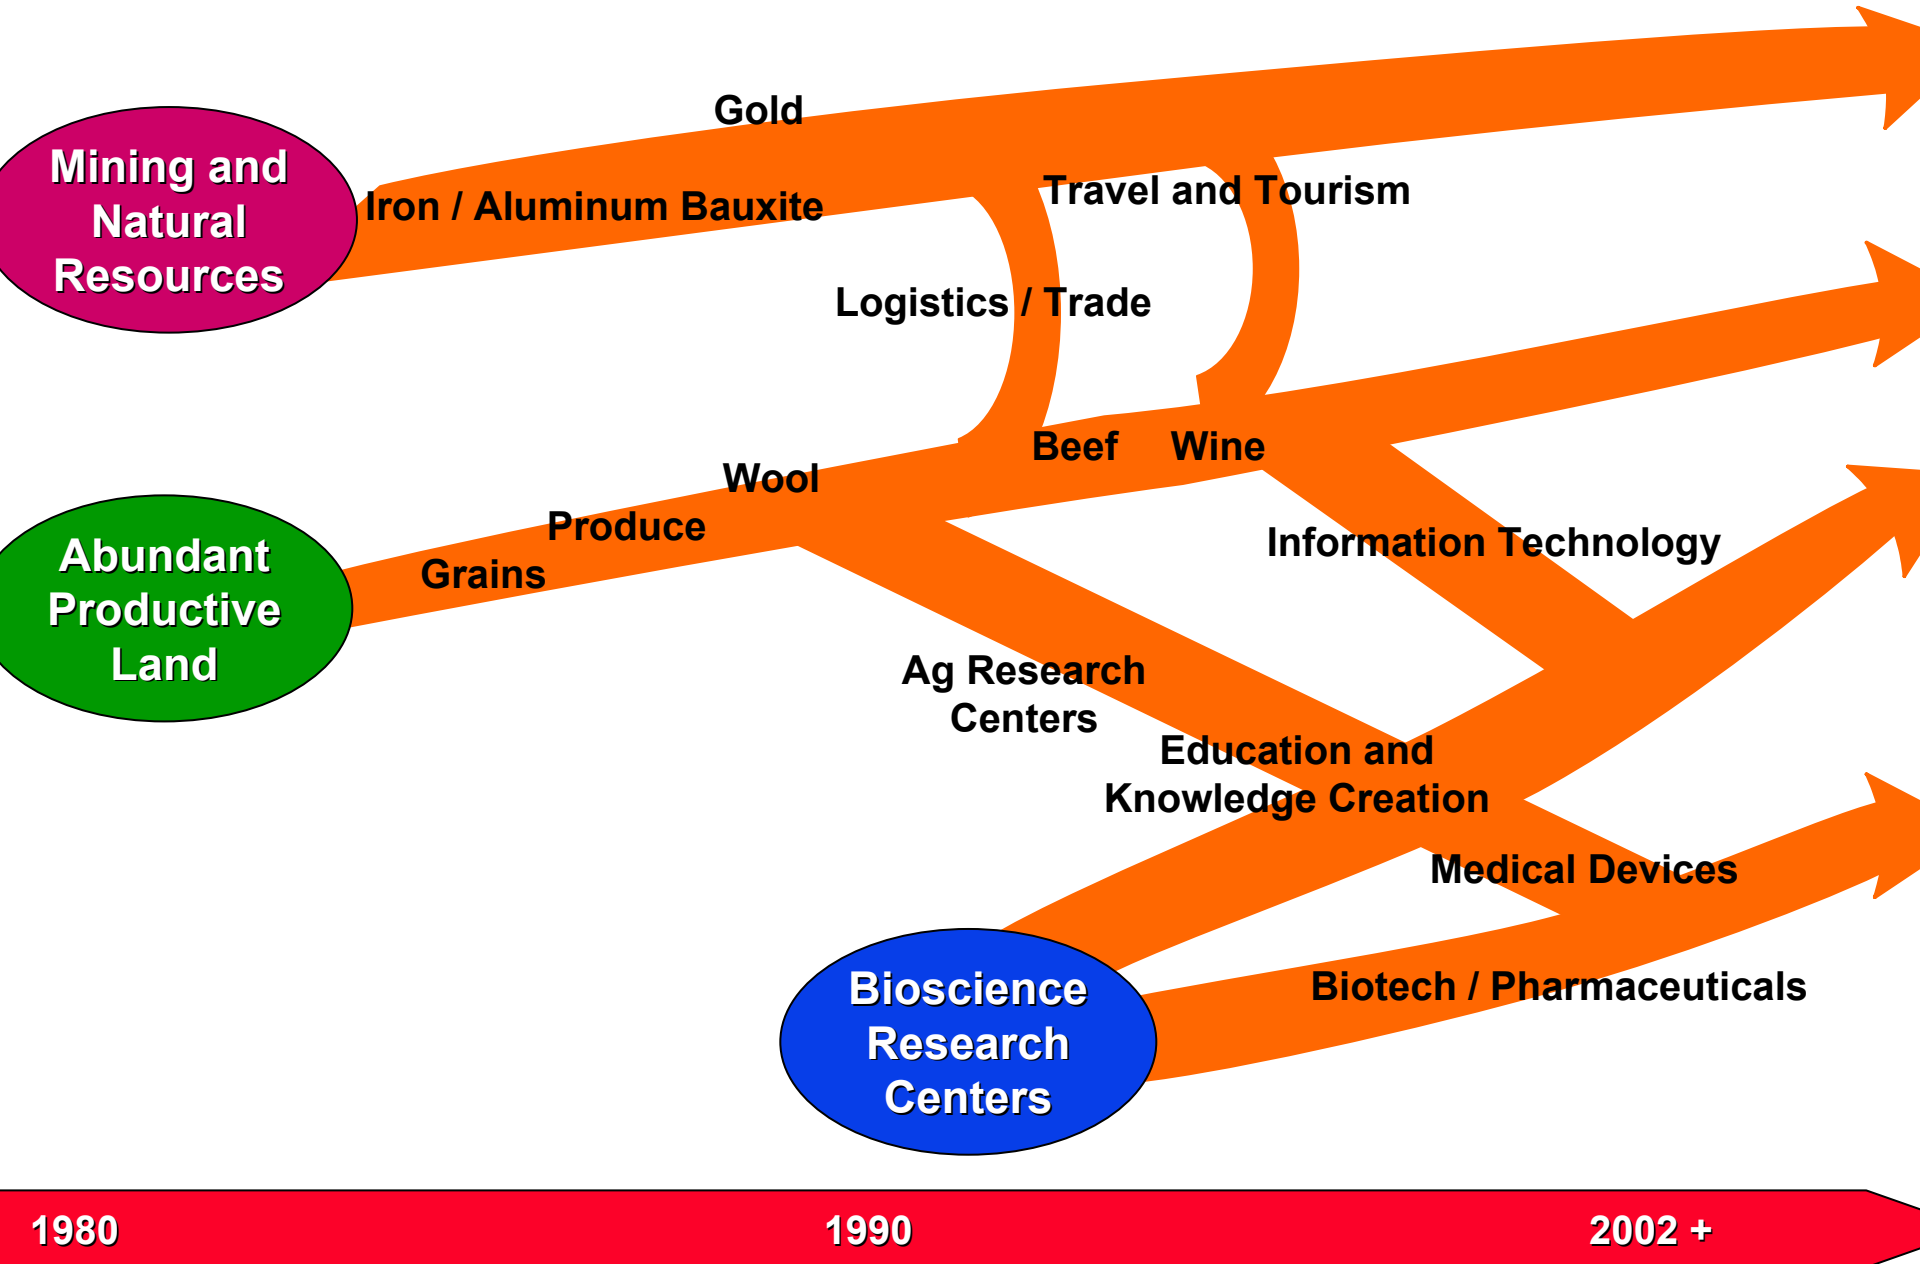 Gold
Mining and
Natural
Resources
Iron / Aluminum Bauxite
Travel and Tourism
Logistics / Trade
Beef
Wine
Wool
Produce
Grains
Abundant
Productive
Land
Information Technology
Ag Research
Centers
Education and
Knowledge Creation
Medical Devices
Biotech / Pharmaceuticals
Bioscience
Research
Centers
1980
1990
2002 +